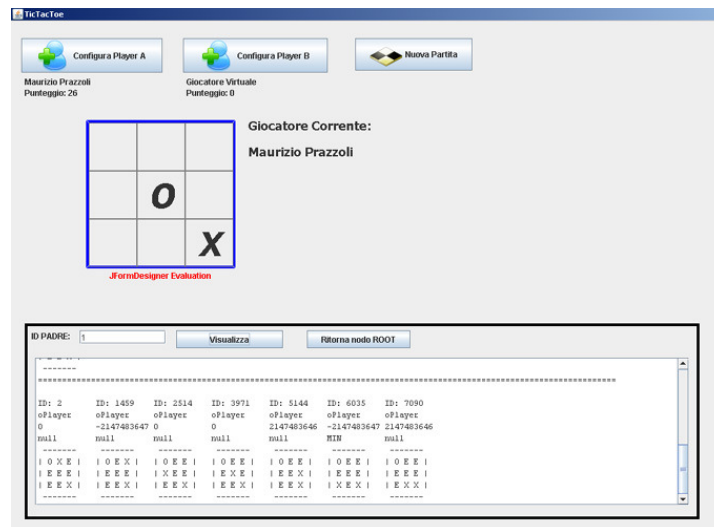 TicTacToe
Configura Player A
Configura Player B
Nuova Partita
Maurizio Prazzoli
Punteggio: 26
Giocatore Virtuale
Punteggio: 0
Giocatore Corrente:
Maurizio Prazzoli
O
X
JFormDesigner Evaluation
ID PADRE: 1 Visualizza Ritorna nodo ROOT
-------
====================================================================================================
ID: 2 ID: 1459 ID: 2514 ID: 3971 ID: 5144 ID: 6035 ID: 7090
oPlayer oPlayer oPlayer oPlayer oPlayer oPlayer oPlayer
0 -2147483647 0 0 2147483646 -2147483647 2147483646
null null null null null MIN null
------- ------- ------- ------- ------- ------- -------
| O X E | | O E X | | O E E | | O E E | | O E E | | O E E | | O E E |
| E E E | | E E E | | X E E | | E X E | | E E X | | E E E | | E E E |
| E E X | | E E X | | E E X | | E E X | | E E X | | X E X | | E X X |
------- ------- ------- ------- ------- ------- -------